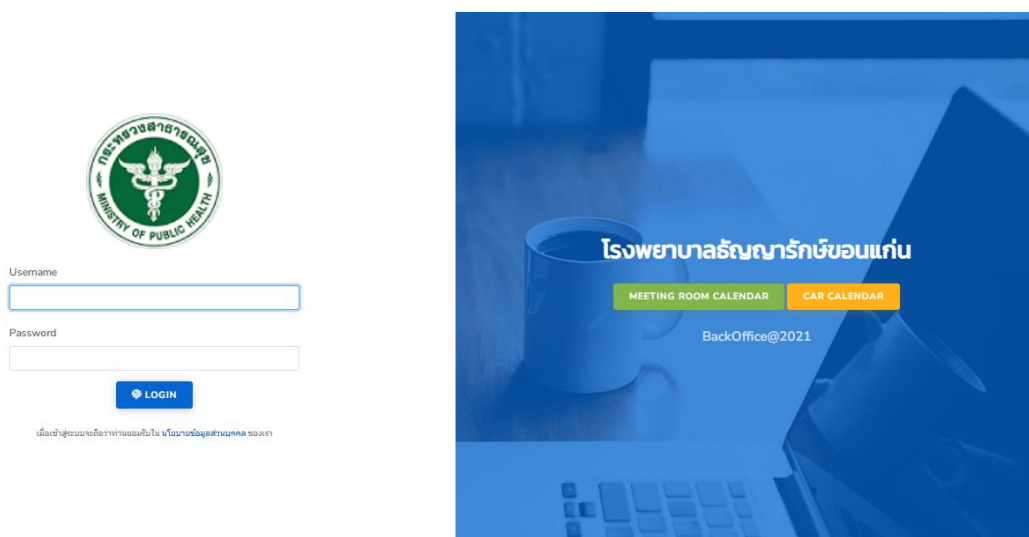 กระทรวงสาธารณสุข
MINISTRY OF PUBLIC HEALTH
Username
Password
LOGIN
เมื่อเข้าสู่ระบบจะถือว่าท่านยอมรับใน นโยบายข้อมูลส่วนบุคคล ของเรา
โรงพยาบาลธัญญารักษ์ขอนแก่น
MEETING ROOM CALENDAR CAR CALENDAR
BackOffice@2021